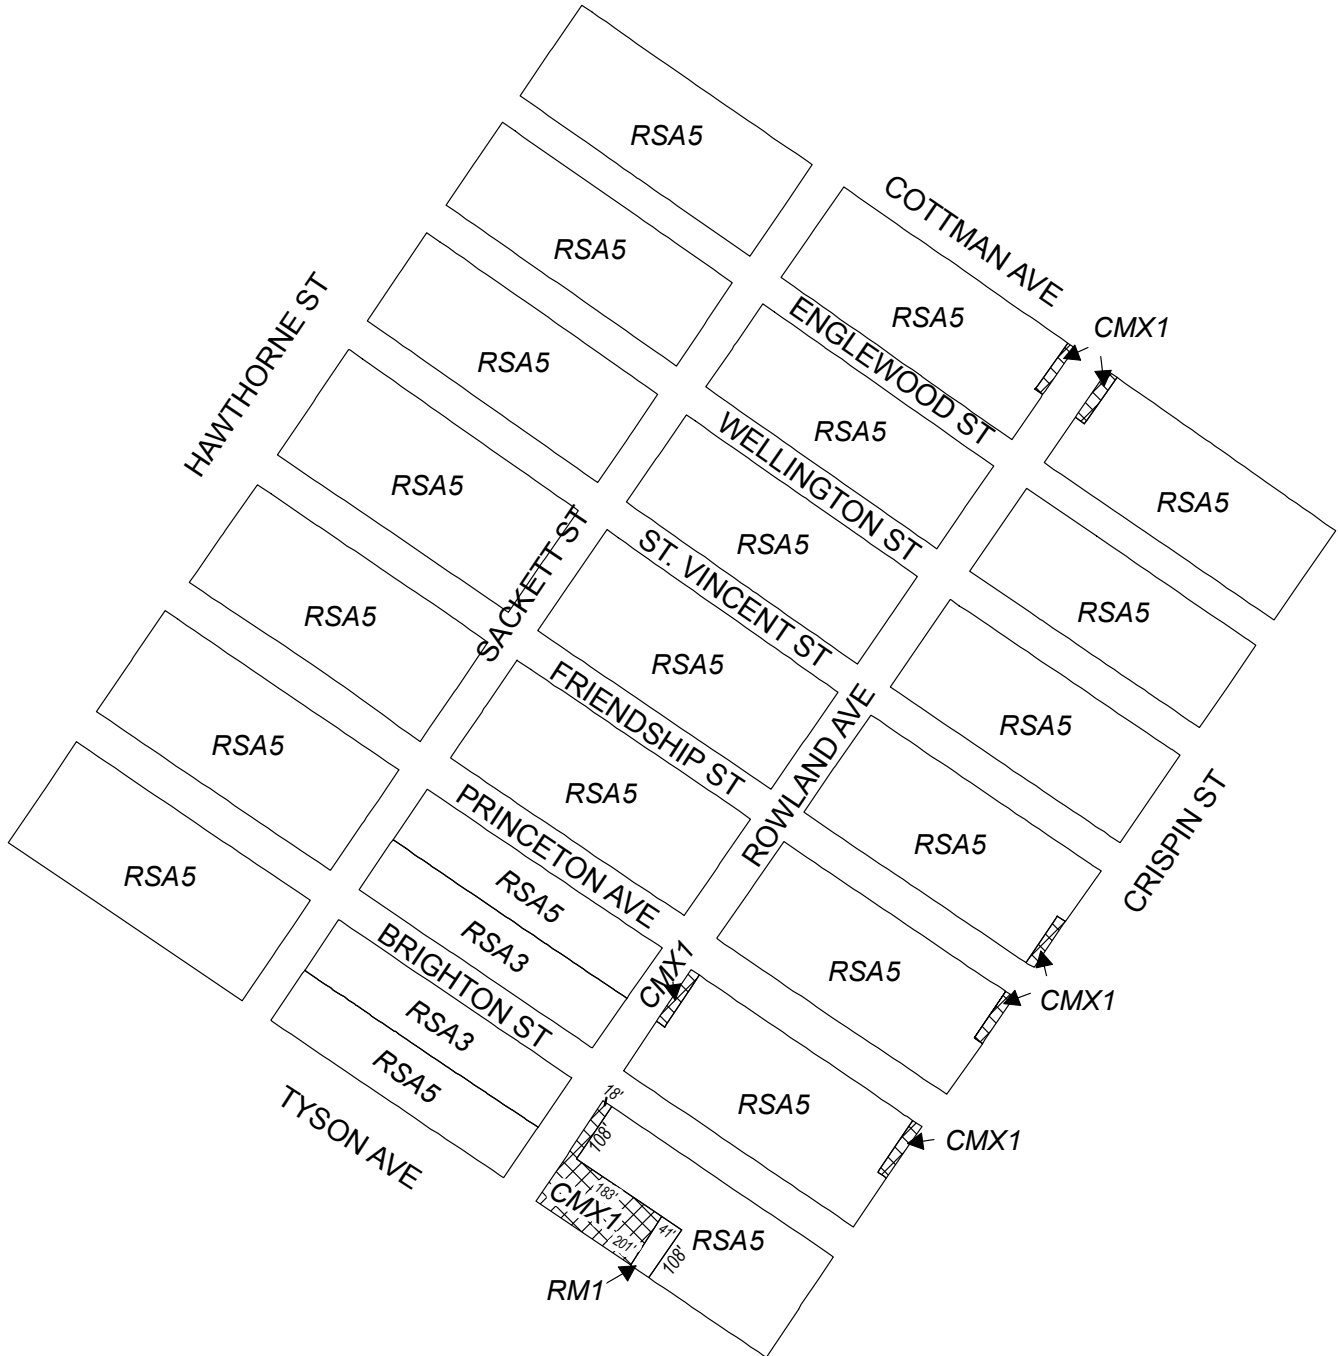 RSA5
COTTMAN AVE
RSA5
HAWTHORNE ST
RSA5
ENGLEWOOD ST
CMX1
RSA5
RSA5
WELLINGTON ST
RSA5
RSA5
SACKETT ST
ST. VINCENT ST
RSA5
RSA5
RSA5
FRIENDSHIP ST
RSA5
ROWLAND AVE
RSA5
RSA5
PRINCETON AVE
RSA5
CRISPIN ST
RSA5
RSA5
RSA5
RSA3
BRIGHTON ST
CMX1
RSA5
CMX1
RSA3
RSA5
TYSON AVE
18'
108'
RSA5
CMX1
183'
CMX1
201'
41'
108'
RSA5
RM1